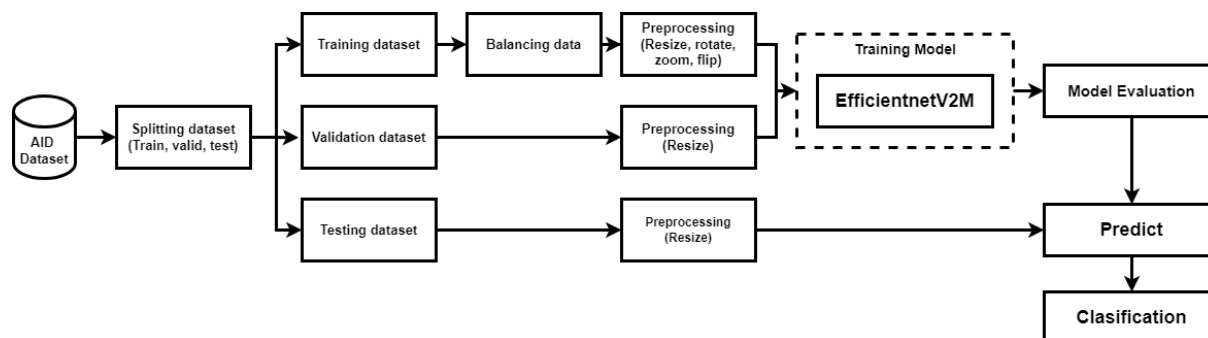 AID
Dataset
Splitting dataset
(Train, valid, test)
Training dataset
Balancing data
Preprocessing
(Resize, rotate,
zoom, flip)
Validation dataset
Preprocessing
(Resize)
Testing dataset
Preprocessing
(Resize)
Training Model
EfficientnetV2M
Model Evaluation
Predict
Clasification